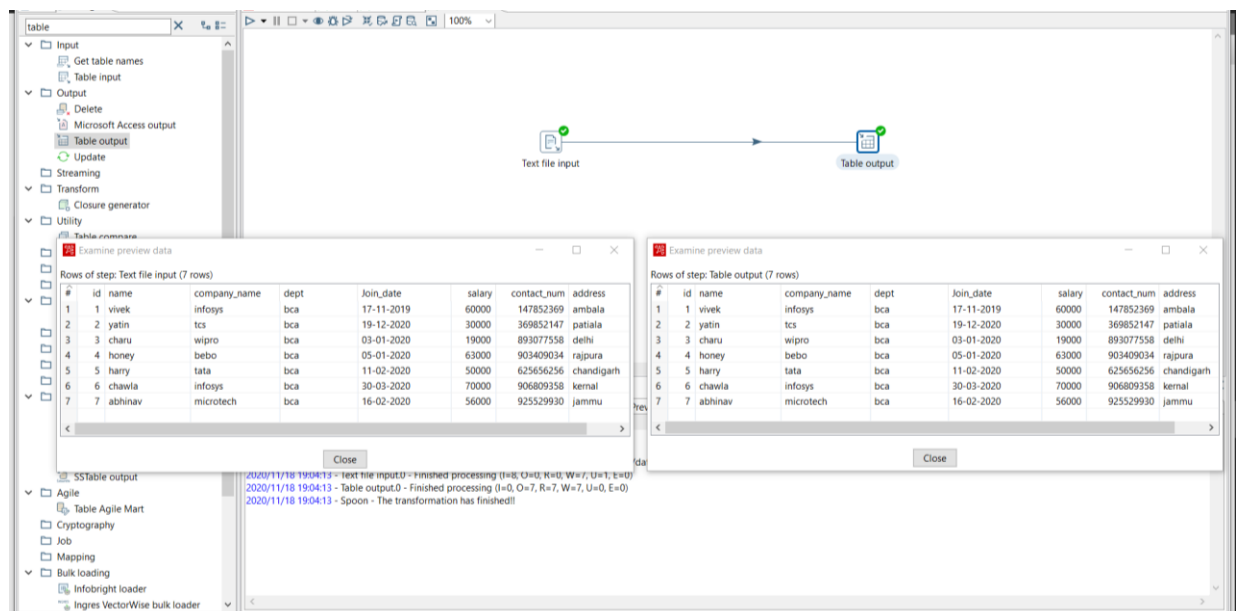 table
100%
Input
Get table names
Table input
Output
Delete
Microsoft Access output
Table output
Update
Streaming
Transform
Closure generator
Utility
Table compare
Text file input
Table output
Examine preview data
Rows of step: Text file input (7 rows)
# id name company_name dept Join_date salary contact_num address
1 1 vivek infosys bca 17-11-2019 60000 147852369 ambala
2 2 yatin tcs bca 19-12-2020 30000 369852147 patiala
3 3 charu wipro bca 03-01-2020 19000 893077558 delhi
4 4 honey bebo bca 05-01-2020 63000 903409034 rajpura
5 5 harry tata bca 11-02-2020 50000 625656256 chandigarh
6 6 chawla infosys bca 30-03-2020 70000 906809358 kernal
7 7 abhinav microtech bca 16-02-2020 56000 925529930 jammu
Close
Examine preview data
Rows of step: Table output (7 rows)
# id name company_name dept Join_date salary contact_num address
1 1 vivek infosys bca 17-11-2019 60000 147852369 ambala
2 2 yatin tcs bca 19-12-2020 30000 369852147 patiala
3 3 charu wipro bca 03-01-2020 19000 893077558 delhi
4 4 honey bebo bca 05-01-2020 63000 903409034 rajpura
5 5 harry tata bca 11-02-2020 50000 625656256 chandigarh
6 6 chawla infosys bca 30-03-2020 70000 906809358 kernal
7 7 abhinav microtech bca 16-02-2020 56000 925529930 jammu
Close
Prev
/da
SSTable output
Agile
Table Agile Mart
Cryptography
Job
Mapping
Bulk loading
Infobright loader
Ingres VectorWise bulk loader
2020/11/18 19:04:13 - Text file input.0 - Finished processing (I=8, O=0, R=0, W=7, U=1, E=0)
2020/11/18 19:04:13 - Table output.0 - Finished processing (I=0, O=7, R=7, W=7, U=0, E=0)
2020/11/18 19:04:13 - Spoon - The transformation has finished!!